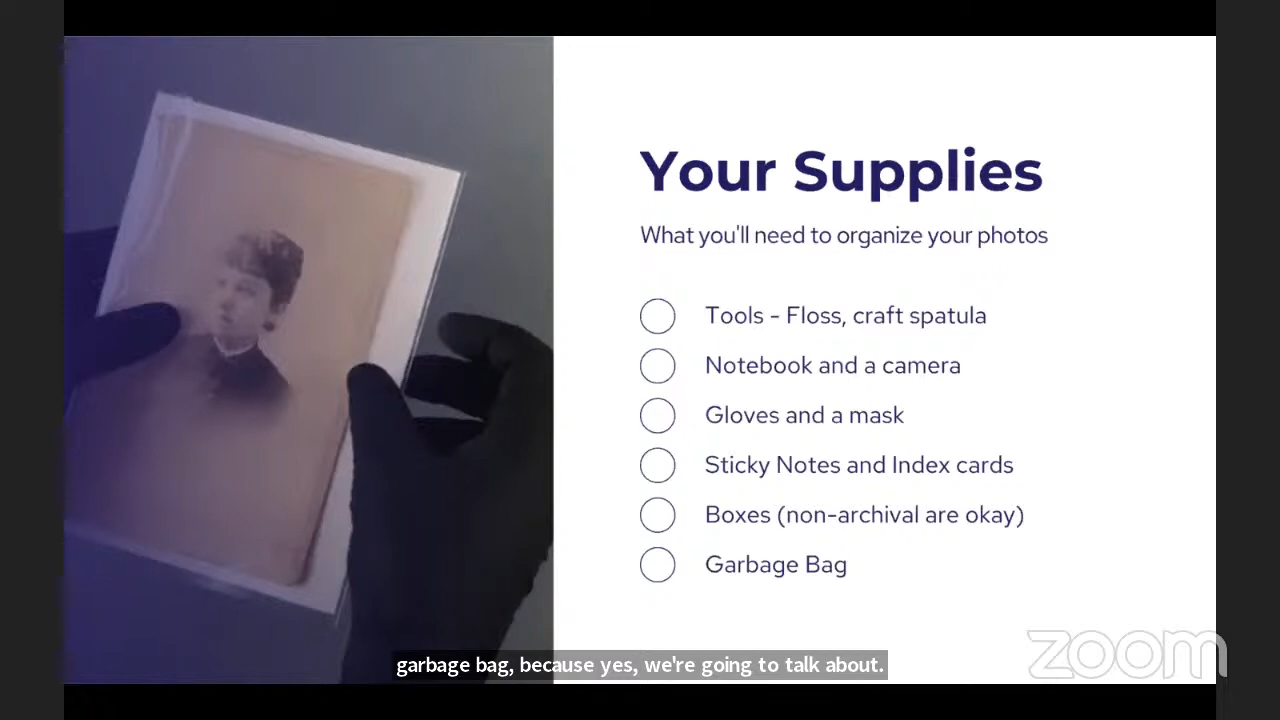 Your Supplies
What you'll need to organize your photos
Tools - Floss, craft spatula
Notebook and a camera
Gloves and a mask
Sticky Notes and Index cards
Boxes (non-archival are okay)
Garbage Bag
garbage bag, because yes, we're going to talk about.
zoom